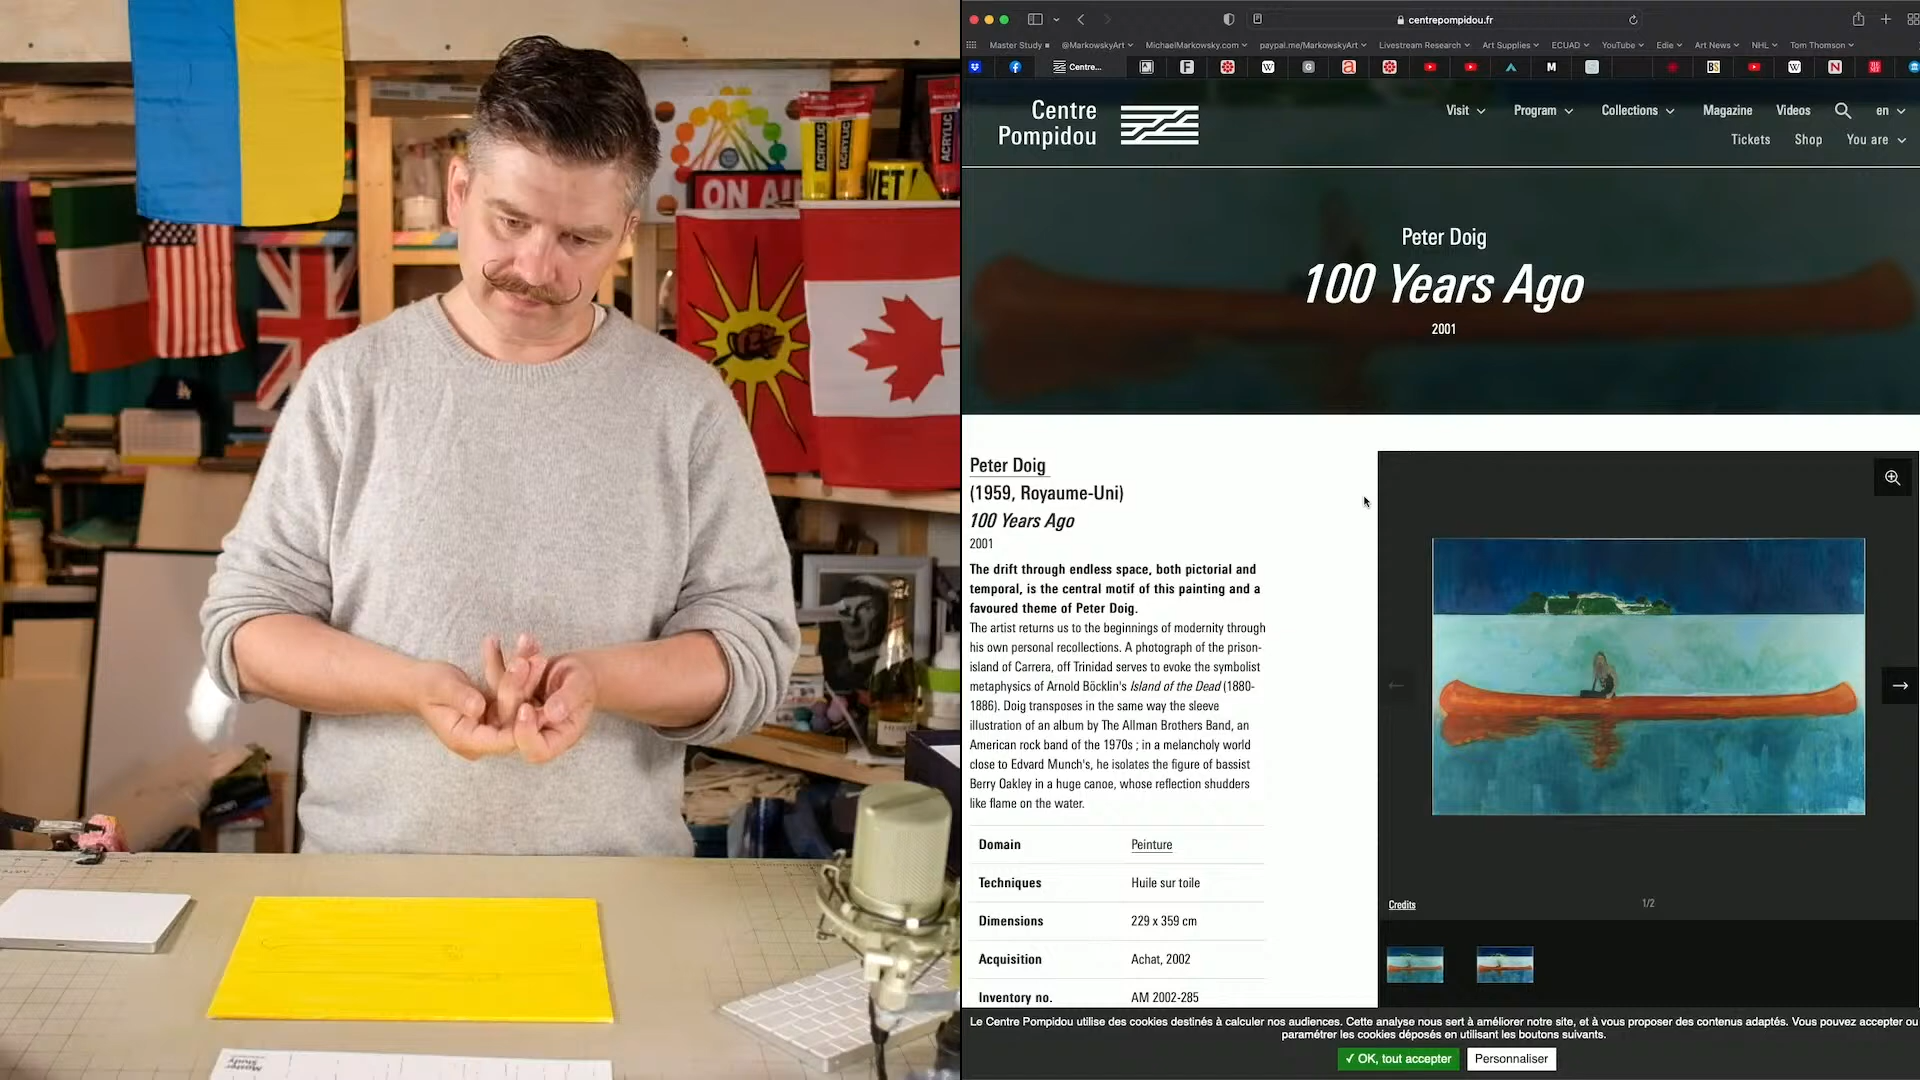 ACRYLIC
ACRYLIC
ACRYLIC
ON AI
WET
Master
Study
centrepompidou.fr
Master Study
@MarkowskyArt
MichaelMarkowsky.com
paypal.me/MarkowskyArt
Livestream Research
Art Supplies
ECUAD
YouTube
Edie
Art News
NHL
Tom Thomson
Centre...
Centre
Pompidou
Visit
Program
Collections
Magazine
Videos
en
Tickets
Shop
You are
Peter Doig
100 Years Ago
2001
Peter Doig
(1959, Royaume-Uni)
100 Years Ago
2001
The drift through endless space, both pictorial and
temporal, is the central motif of this painting and a
favoured theme of Peter Doig.
The artist returns us to the beginnings of modernity through
his own personal recollections. A photograph of the prison-
island of Carrera, off Trinidad serves to evoke the symbolist
metaphysics of Arnold Böcklin's Island of the Dead (1880-
1886). Doig transposes in the same way the sleeve
illustration of an album by The Allman Brothers Band, an
American rock band of the 1970s ; in a melancholy world
close to Edvard Munch's, he isolates the figure of bassist
Berry Oakley in a huge canoe, whose reflection shudders
like flame on the water.
Domain Peinture
Techniques Huile sur toile
Dimensions 229 x 359 cm
Acquisition Achat, 2002
Inventory no. AM 2002-285
Credits
1/2
Le Centre Pompidou utilise des cookies destinés à calculer nos audiences. Cette analyse nous sert à améliorer notre site, et à vous proposer des contenus adaptés. Vous pouvez accepter ou
paramétrer les cookies déposés en utilisant les boutons suivants.
✓ OK, tout accepter
Personnaliser